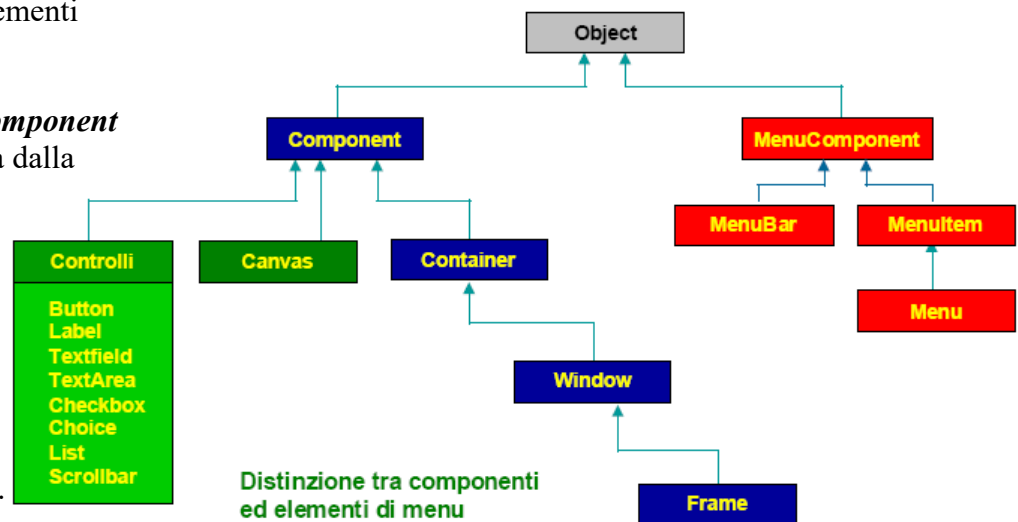 ementi
Object
omponent
a dalla
Component
MenuComponent
MenuBar
MenuItem
Controlli
Canvas
Container
Button
Label
Textfield
TextArea
Checkbox
Choice
List
Scrollbar
Menu
Window
.
Distinzione tra componenti
ed elementi di menu
Frame